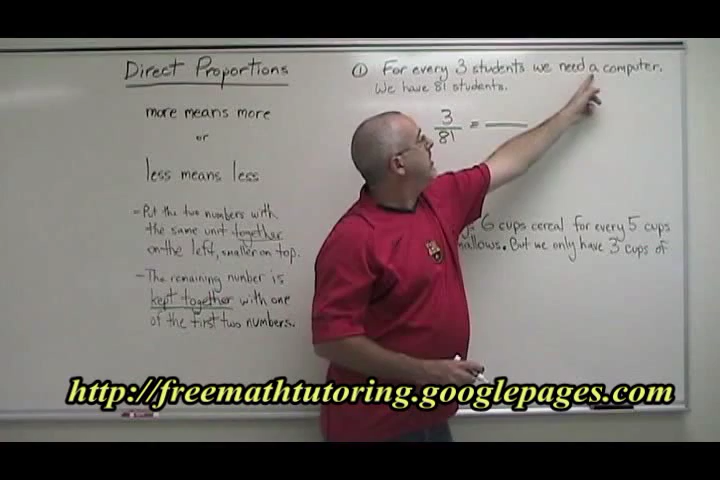 Direct Proportions
more means more
or
less means less
- Put the two numbers with
the same unit together
on the left, smaller on top.
- The remaining number is
kept together with one
of the first two numbers.
① For every 3 students we need a computer.
We have 81 students.
3
81
=
6 cups cereal for every 5 cups
mallows. But we only have 3 cups of
http://freemathtutoring.googlepages.com